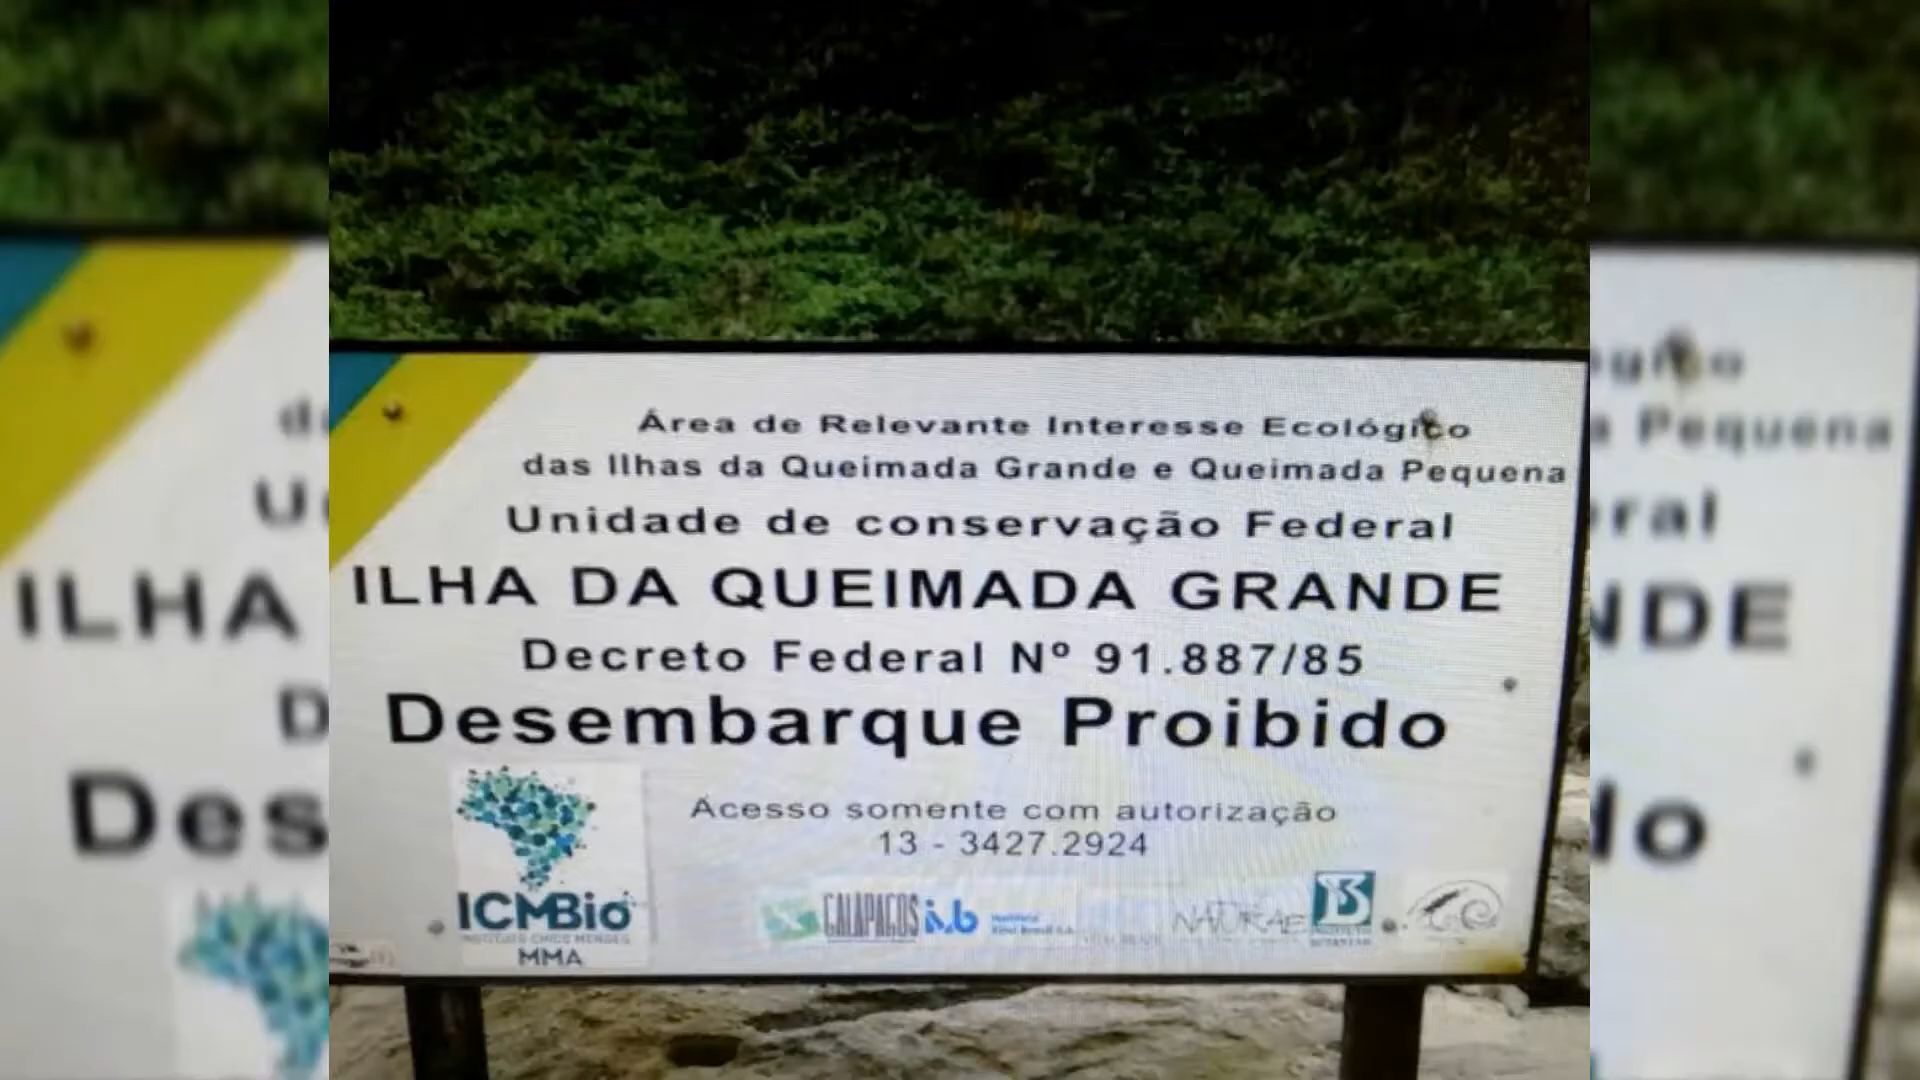 Área de Relevante Interesse Ecológico
das Ilhas da Queimada Grande e Queimada Pequena
Unidade de conservação Federal
ILHA DA QUEIMADA GRANDE
Decreto Federal Nº 91.887/85
Desembarque Proibido
Acesso somente com autorização
13 - 3427.2924
ICMBio
INSTITUTO CHICO MENDES
MMA
GALÁPAGOS
NATURAE